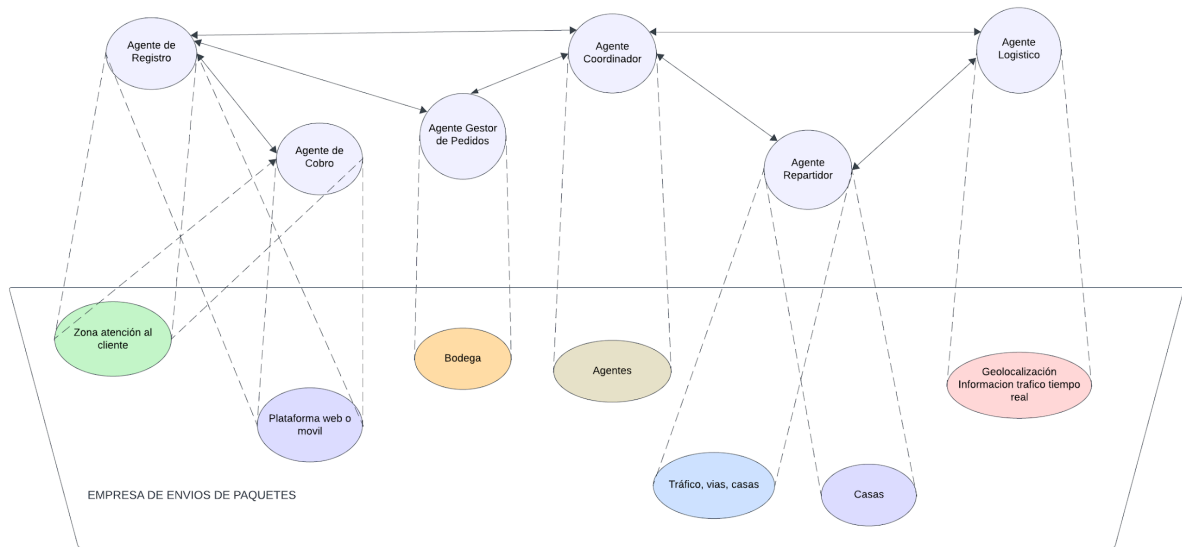 Agente de
Registro
Agente
Coordinador
Agente
Logistico
Agente Gestor
de Pedidos
Agente de
Cobro
Agente
Repartidor
Zona atención al
cliente
Bodega
Agentes
Geolocalización
Informacion trafico tiempo
real
Plataforma web o
movil
Tráfico, vias, casas
Casas
EMPRESA DE ENVIOS DE PAQUETES